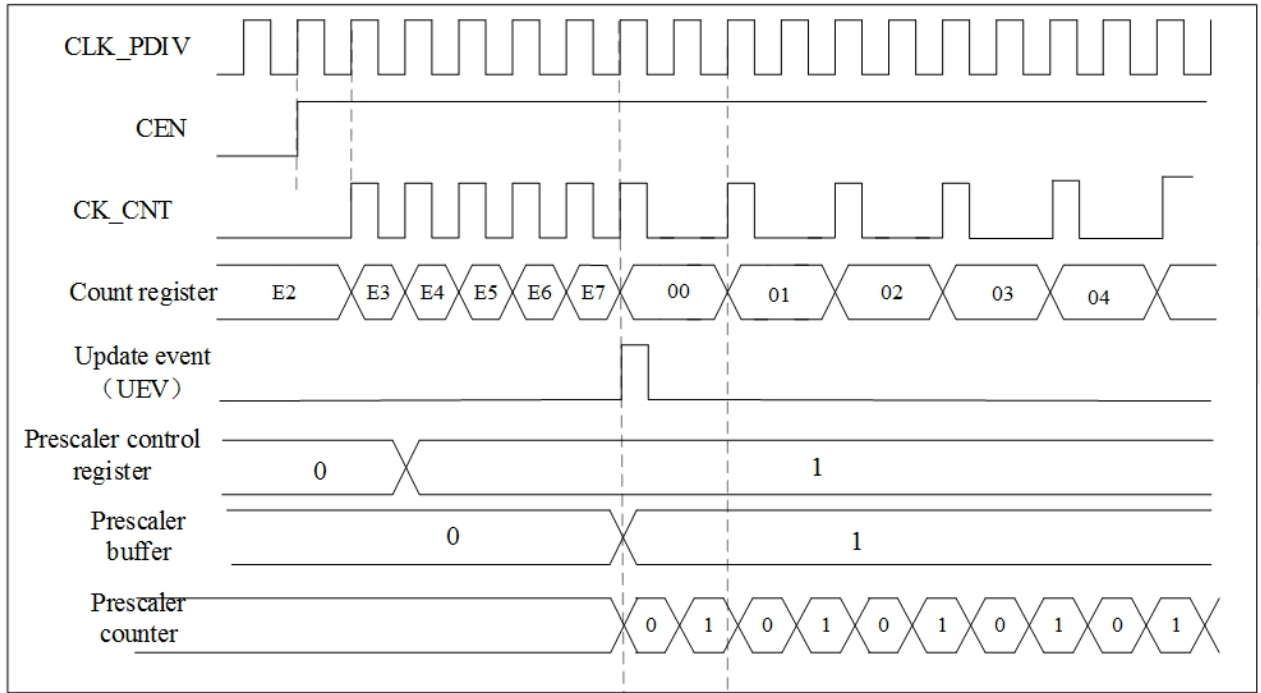 CLK_PDIV
CEN
CK_CNT
Count register E2 E3 E4 E5 E6 E7 00 01 02 03 04
Update event
（UEV）
Prescaler control
register 0 1
Prescaler
buffer 0 1
Prescaler
counter 0 1 0 1 0 1 0 1 0 1